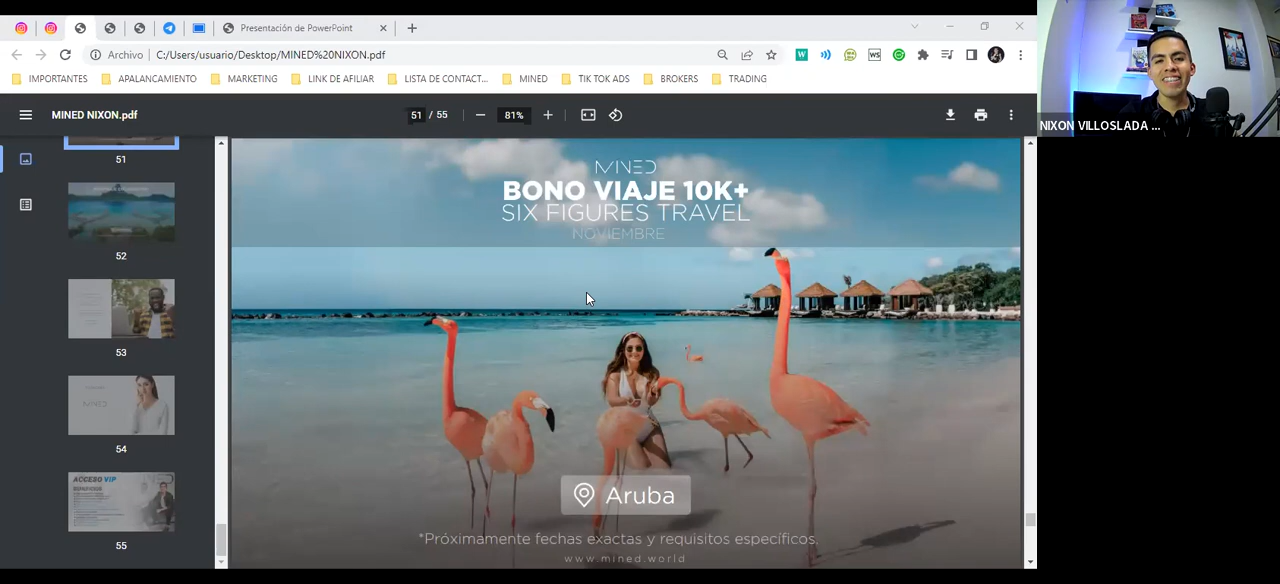 Presentación de PowerPoint
Archivo
C:/Users/usuario/Desktop/MINED%20NIXON.pdf
IMPORTANTES
APALANCAMIENTO
MARKETING
LINK DE AFILIAR
LISTA DE CONTACT...
MINED
TIK TOK ADS
BROKERS
TRADING
MINED NIXON.pdf
51 / 55
81%
NIXON VILLOSLADA ...
51
52
53
54
ACCESO VIP
55
MINED
BONO VIAJE 10K+
SIX FIGURES TRAVEL
NOVIEMBRE
Aruba
*Próximamente fechas exactas y requisitos específicos.
www.mined.world